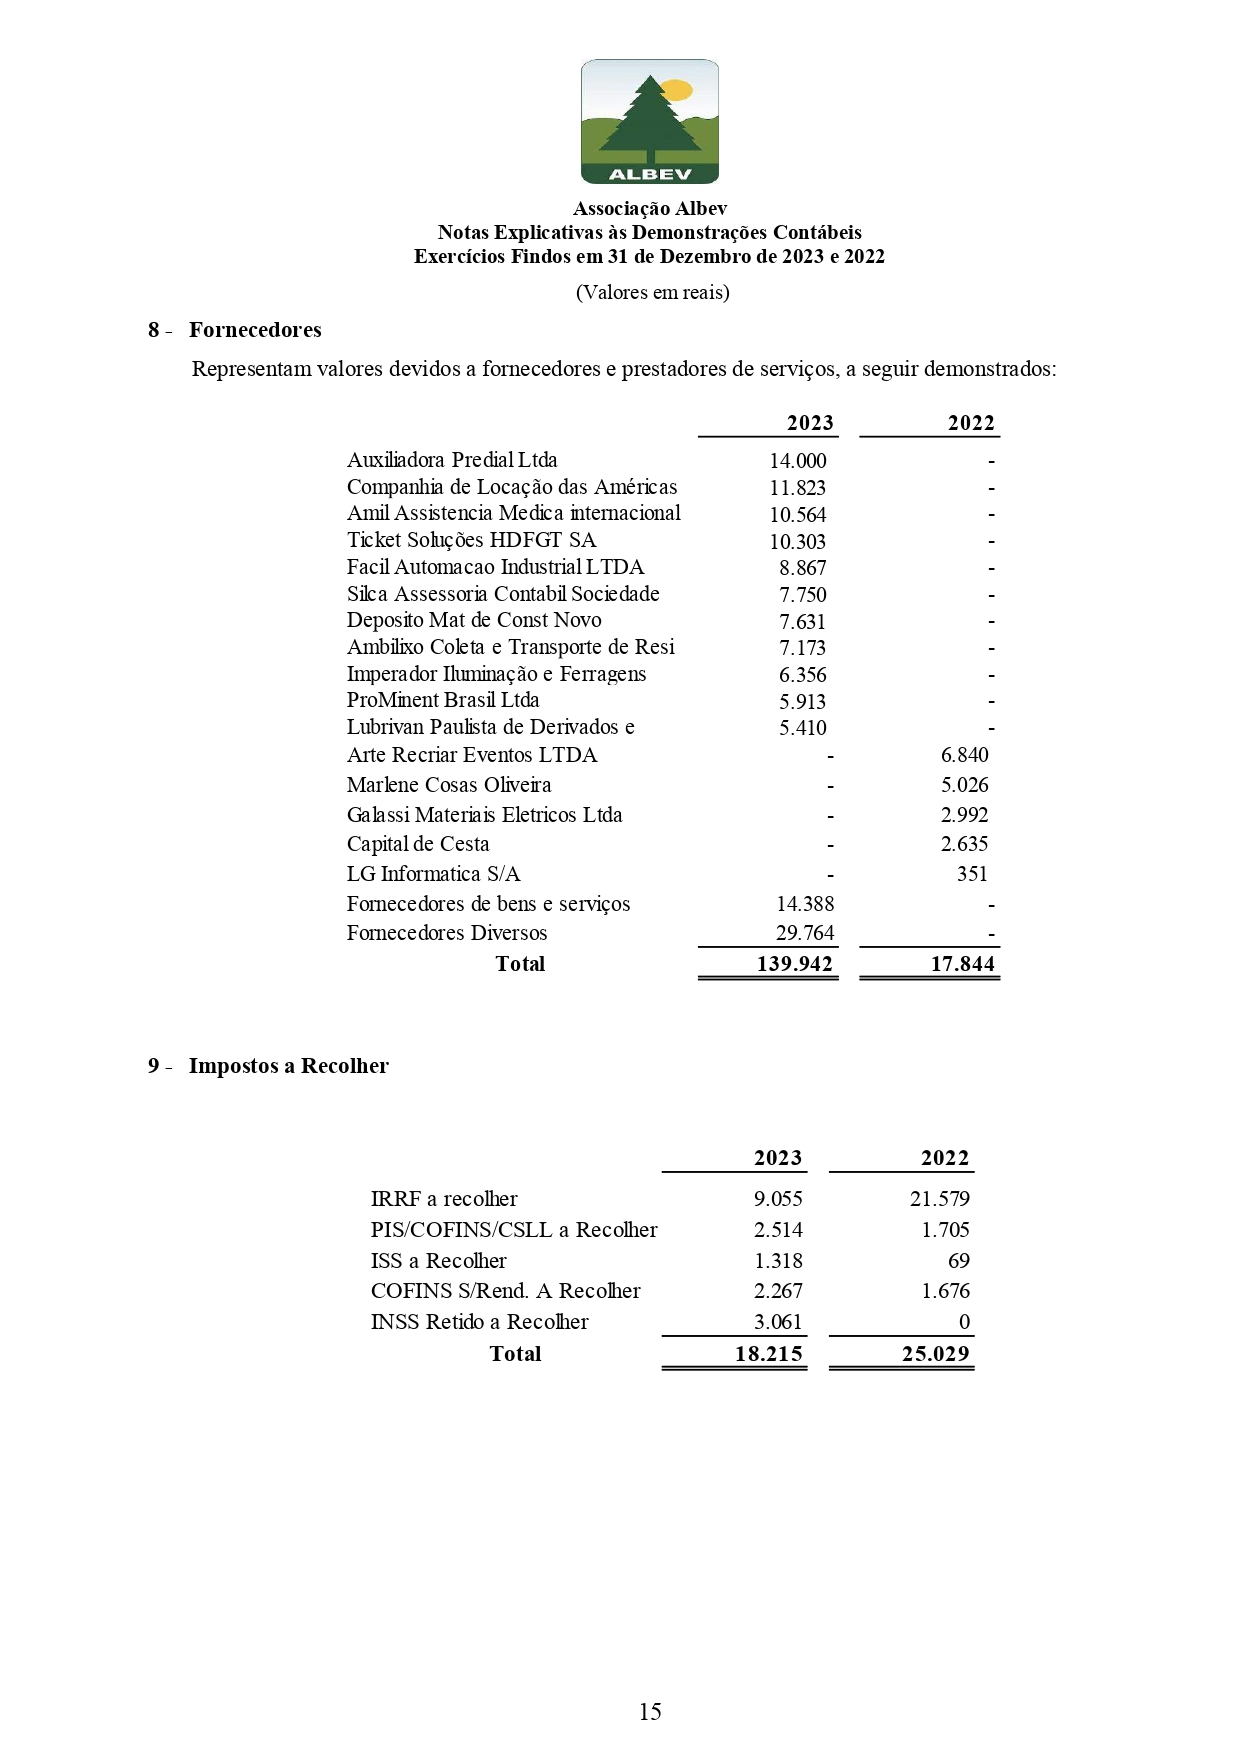 ALBEV
Associação Albev
Notas Explicativas às Demonstrações Contábeis
Exercícios Findos em 31 de Dezembro de 2023 e 2022
(Valores em reais)
8 - Fornecedores
Representam valores devidos a fornecedores e prestadores de serviços, a seguir demonstrados:
2023 2022
Auxiliadora Predial Ltda 14.000 -
Companhia de Locação das Américas 11.823 -
Amil Assistencia Medica internacional 10.564 -
Ticket Soluções HDFGT SA 10.303 -
Facil Automacao Industrial LTDA 8.867 -
Silca Assessoria Contabil Sociedade 7.750 -
Deposito Mat de Const Novo 7.631 -
Ambilixo Coleta e Transporte de Resi 7.173 -
Imperador Iluminação e Ferragens 6.356 -
ProMinent Brasil Ltda 5.913 -
Lubrivan Paulista de Derivados e 5.410 -
Arte Recriar Eventos LTDA - 6.840
Marlene Cosas Oliveira - 5.026
Galassi Materiais Eletricos Ltda - 2.992
Capital de Cesta - 2.635
LG Informatica S/A - 351
Fornecedores de bens e serviços 14.388 -
Fornecedores Diversos 29.764 -
Total 139.942 17.844
9 - Impostos a Recolher
2023 2022
IRRF a recolher 9.055 21.579
PIS/COFINS/CSLL a Recolher 2.514 1.705
ISS a Recolher 1.318 69
COFINS S/Rend. A Recolher 2.267 1.676
INSS Retido a Recolher 3.061 0
Total 18.215 25.029
15